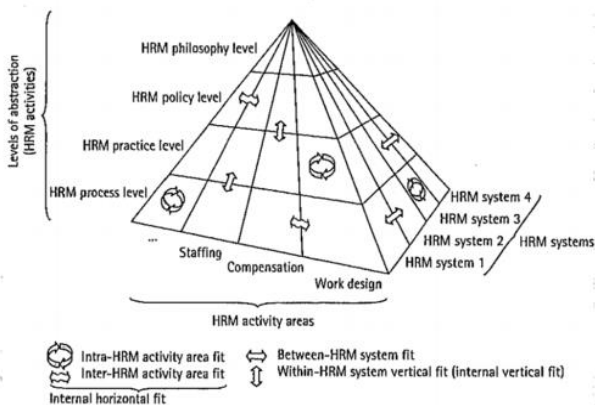 Levels of abstraction
(HRM activities)
HRM philosophy level
HRM policy level
HRM practice level
HRM process level
HRM system 4
HRM system 3
HRM system 2
HRM system 1
HRM systems
...
Staffing
Compensation
Work design
HRM activity areas
Intra-HRM activity area fit
Inter-HRM activity area fit
Internal horizontal fit
Between-HRM system fit
Within-HRM system vertical fit (internal vertical fit)